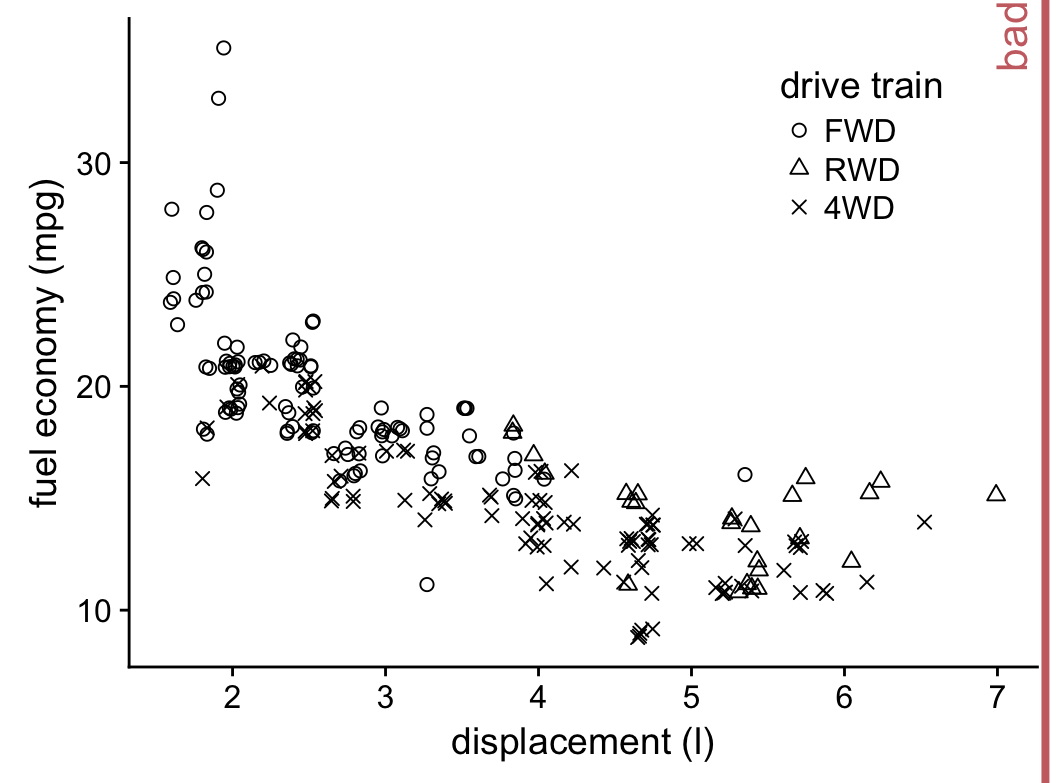 bad
drive train
FWD
RWD
4WD
30
20
10
fuel economy (mpg)
2 3 4 5 6 7
displacement (l)